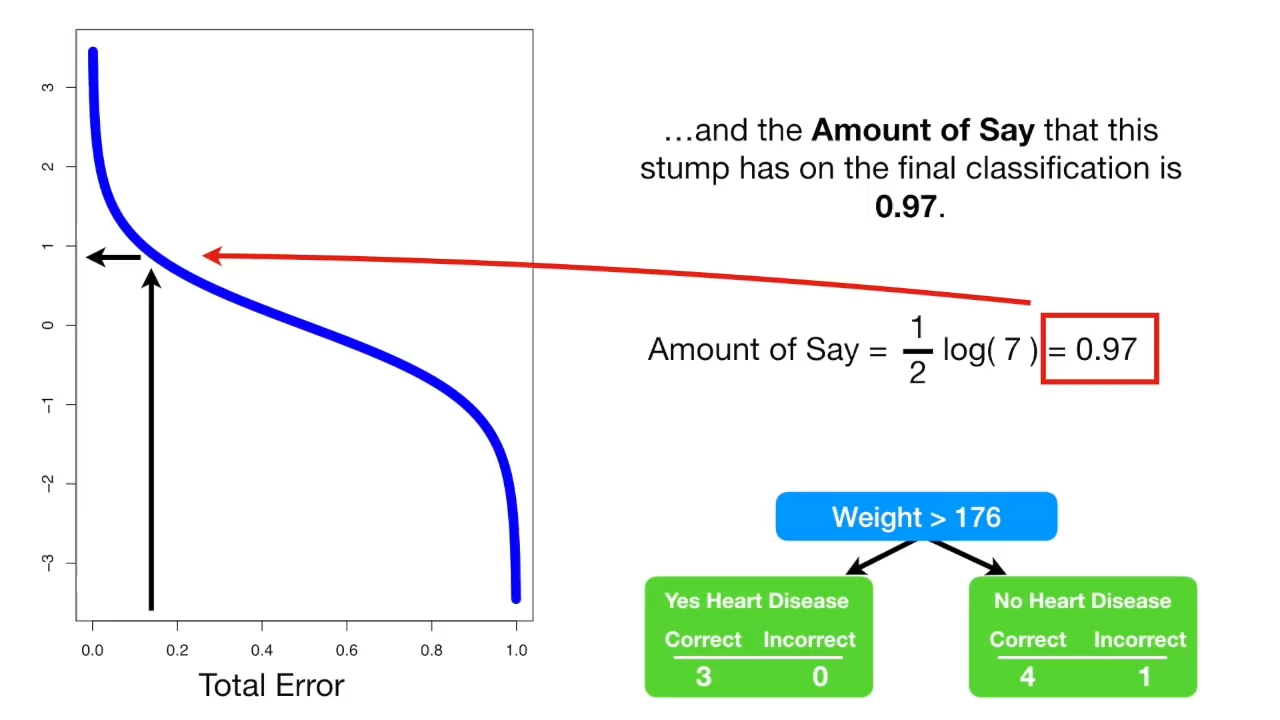 …and the Amount of Say that this
stump has on the final classification is
0.97.
3
2
1
0
-1
-2
-3
0.0 0.2 0.4 0.6 0.8 1.0
Total Error
Amount of Say = 1/2 log( 7 ) = 0.97
Weight > 176
Yes Heart Disease
Correct Incorrect
3 0
No Heart Disease
Correct Incorrect
4 1